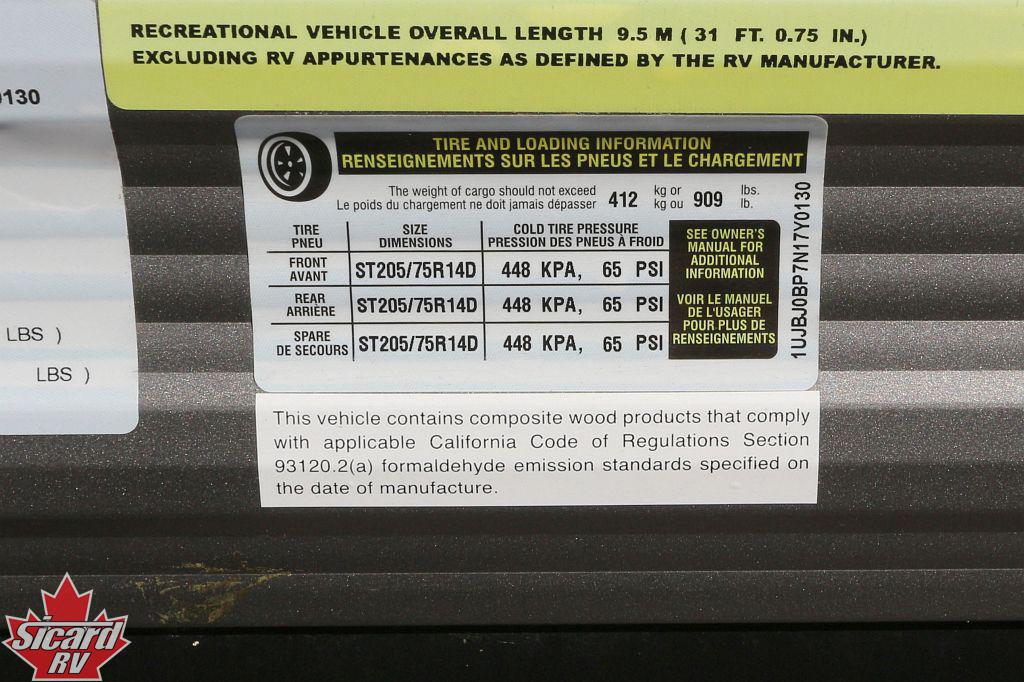 RECREATIONAL VEHICLE OVERALL LENGTH 9.5 M ( 31 FT. 0.75 IN.)
EXCLUDING RV APPURTENANCES AS DEFINED BY THE RV MANUFACTURER.
0130
LBS )
LBS )
TIRE AND LOADING INFORMATION
RENSEIGNEMENTS SUR LES PNEUS ET LE CHARGEMENT
The weight of cargo should not exceed 412 kg or 909 lbs.
Le poids du chargement ne doit jamais dépasser kg ou lb.
TIRE SIZE COLD TIRE PRESSURE
PNEU DIMENSIONS PRESSION DES PNEUS À FROID
FRONT
AVANT ST205/75R14D 448 KPA, 65 PSI
REAR
ARRIÈRE ST205/75R14D 448 KPA, 65 PSI
SPARE
DE SECOURS ST205/75R14D 448 KPA, 65 PSI
SEE OWNER'S
MANUAL FOR
ADDITIONAL
INFORMATION
VOIR LE MANUEL
DE L'USAGER
POUR PLUS DE
RENSEIGNEMENTS
1UJBJ0BP7N17Y0130
This vehicle contains composite wood products that comply
with applicable California Code of Regulations Section
93120.2(a) formaldehyde emission standards specified on
the date of manufacture.
Sicard
RV